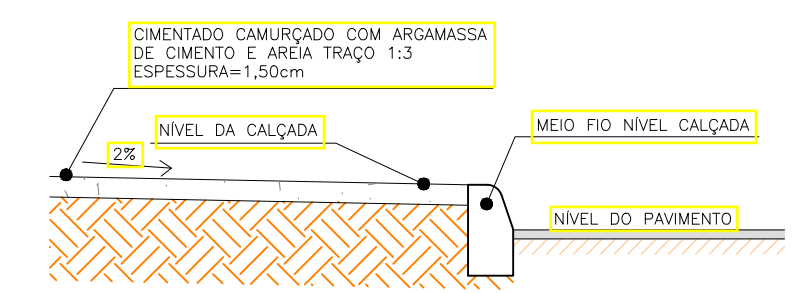 CIMENTADO CAMURÇADO COM ARGAMASSA
DE CIMENTO E AREIA TRAÇO 1:3
ESPESSURA=1,50cm
NÍVEL DA CALÇADA
MEIO FIO NÍVEL CALÇADA
2%
NÍVEL DO PAVIMENTO